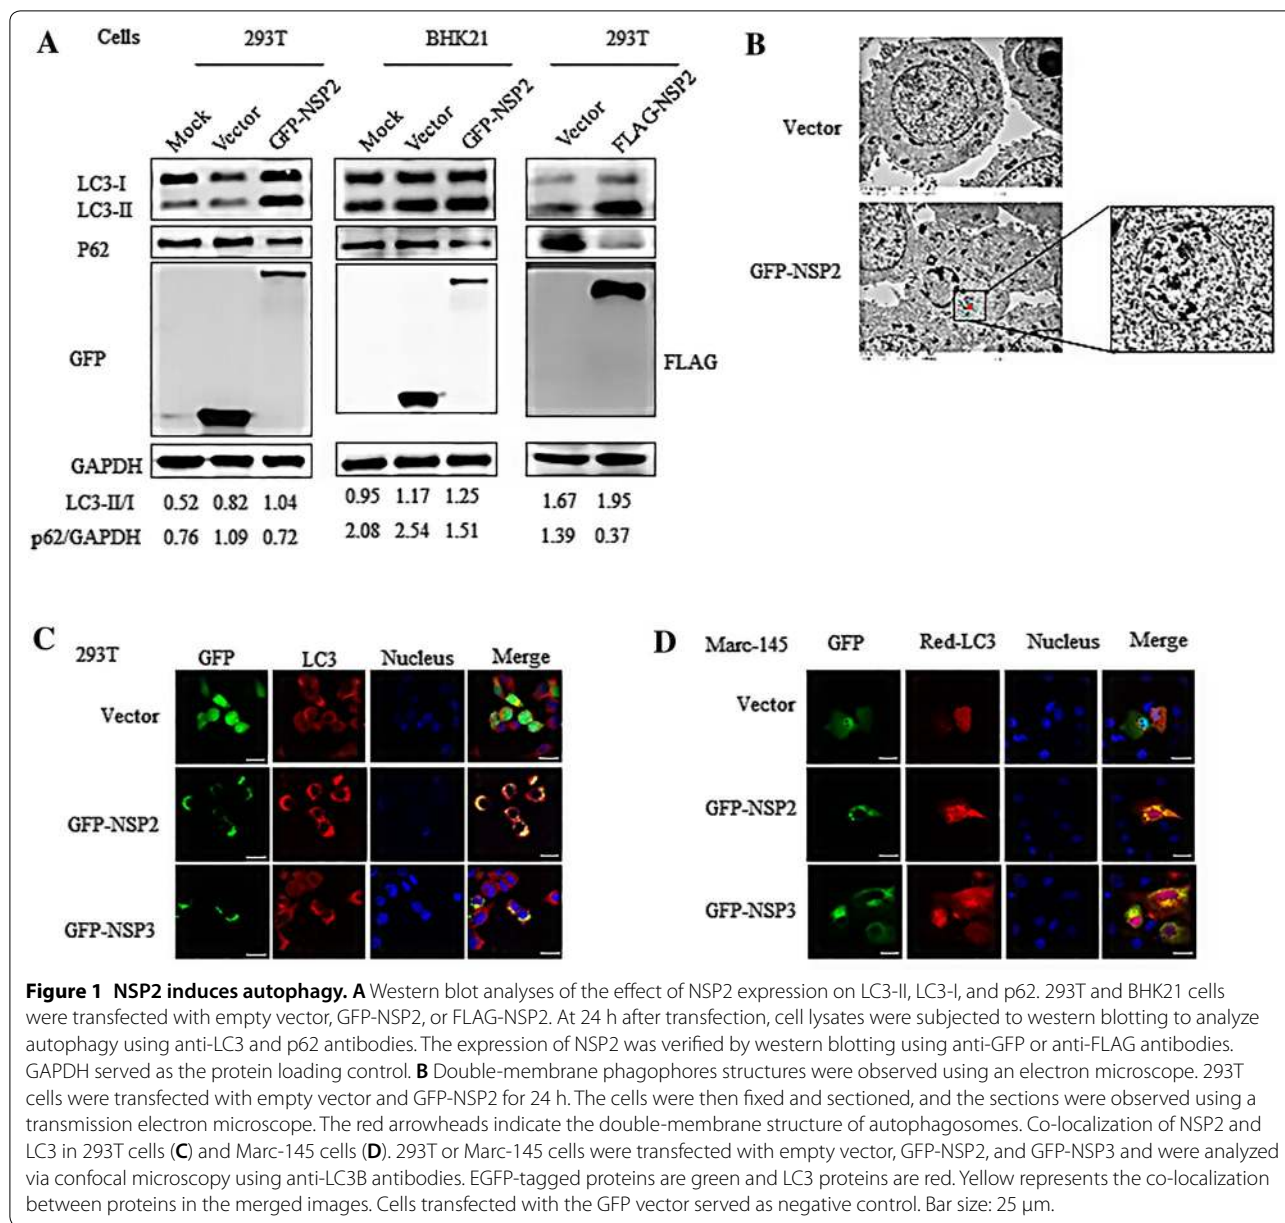 A Cells 293T BHK21 293T
Mock Vector GFP-NSP2 Mock Vector GFP-NSP2 Vector FLAG-NSP2
LC3-I
LC3-II
P62
GFP
FLAG
GAPDH
LC3-II/I 0.52 0.82 1.04 0.95 1.17 1.25 1.67 1.95
p62/GAPDH 0.76 1.09 0.72 2.08 2.54 1.51 1.39 0.37
B
Vector
GFP-NSP2
C 293T GFP LC3 Nucleus Merge
Vector
GFP-NSP2
GFP-NSP3
D Marc-145 GFP Red-LC3 Nucleus Merge
Vector
GFP-NSP2
GFP-NSP3
Figure 1 NSP2 induces autophagy. A Western blot analyses of the effect of NSP2 expression on LC3-II, LC3-I, and p62. 293T and BHK21 cells
were transfected with empty vector, GFP-NSP2, or FLAG-NSP2. At 24 h after transfection, cell lysates were subjected to western blotting to analyze
autophagy using anti-LC3 and p62 antibodies. The expression of NSP2 was verified by western blotting using anti-GFP or anti-FLAG antibodies.
GAPDH served as the protein loading control. B Double-membrane phagophores structures were observed using an electron microscope. 293T
cells were transfected with empty vector and GFP-NSP2 for 24 h. The cells were then fixed and sectioned, and the sections were observed using a
transmission electron microscope. The red arrowheads indicate the double-membrane structure of autophagosomes. Co-localization of NSP2 and
LC3 in 293T cells (C) and Marc-145 cells (D). 293T or Marc-145 cells were transfected with empty vector, GFP-NSP2, and GFP-NSP3 and were analyzed
via confocal microscopy using anti-LC3B antibodies. EGFP-tagged proteins are green and LC3 proteins are red. Yellow represents the co-localization
between proteins in the merged images. Cells transfected with the GFP vector served as negative control. Bar size: 25 μm.